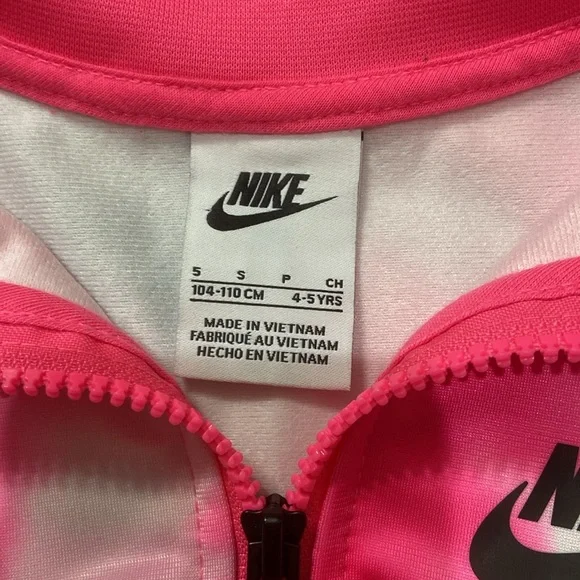 NIKE
5 S P CH
104-110 CM 4-5 YRS
MADE IN VIETNAM
FABRIQUÉ AU VIETNAM
HECHO EN VIETNAM